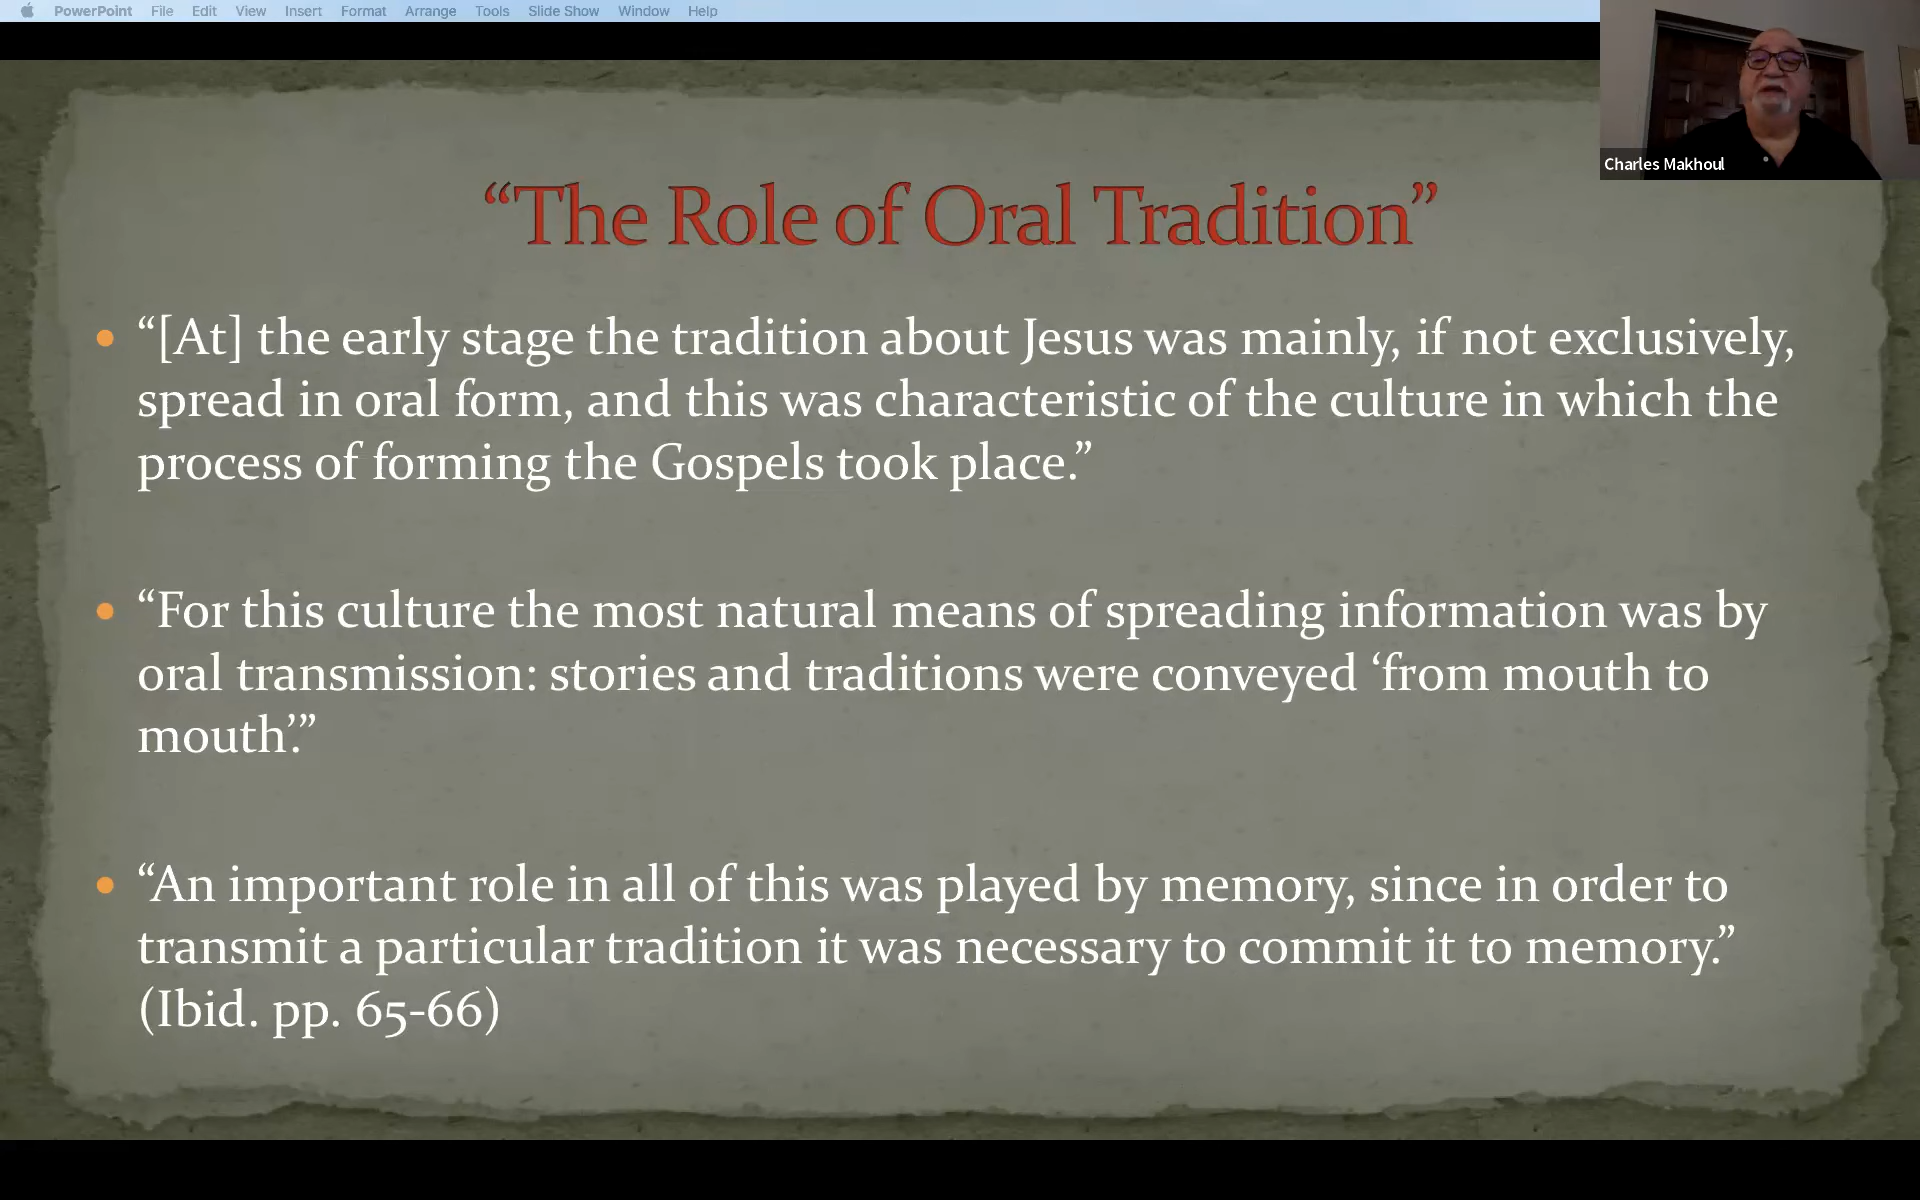 PowerPoint File Edit View Insert Format Arrange Tools Slide Show Window Help
Charles Makhoul
“The Role of Oral Tradition”
• “[At] the early stage the tradition about Jesus was mainly, if not exclusively,
spread in oral form, and this was characteristic of the culture in which the
process of forming the Gospels took place.”
• “For this culture the most natural means of spreading information was by
oral transmission: stories and traditions were conveyed ‘from mouth to
mouth’.”
• “An important role in all of this was played by memory, since in order to
transmit a particular tradition it was necessary to commit it to memory.”
(Ibid. pp. 65-66)